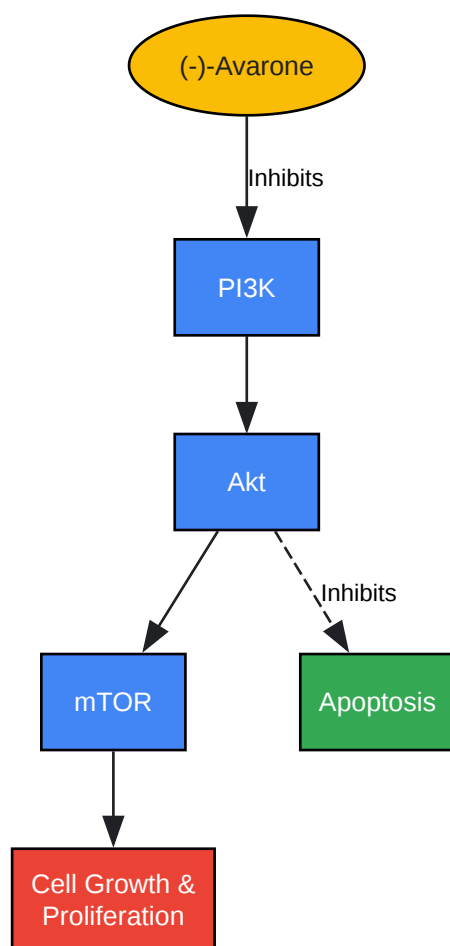 (-)-Avarone
Inhibits
PI3K
Akt
Inhibits
mTOR
Apoptosis
Cell Growth &
Proliferation